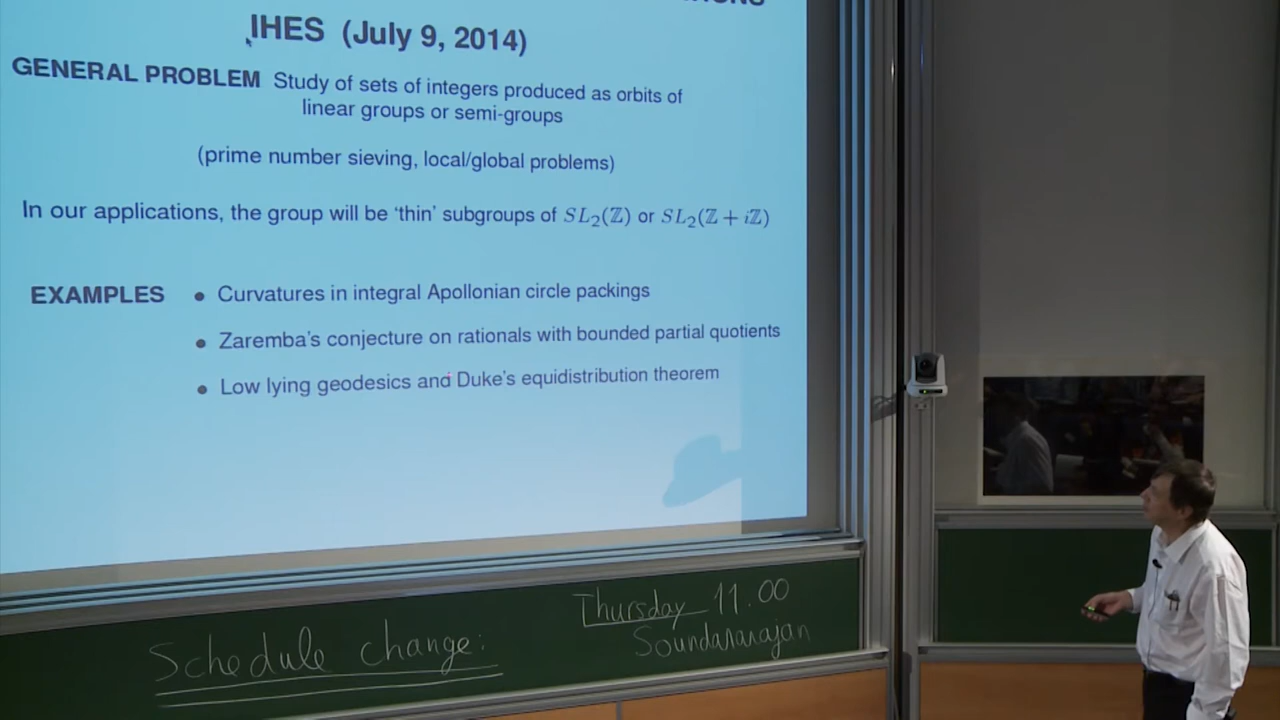 IHES (July 9, 2014)
GENERAL PROBLEM Study of sets of integers produced as orbits of
linear groups or semi-groups
(prime number sieving, local/global problems)
In our applications, the group will be ‘thin’ subgroups of SL₂(ℤ) or SL₂(ℤ + iℤ)
EXAMPLES • Curvatures in integral Apollonian circle packings
• Zaremba’s conjecture on rationals with bounded partial quotients
• Low lying geodesics and Duke’s equidistribution theorem
Schedule change:
Thursday 11.00
Soundararajan